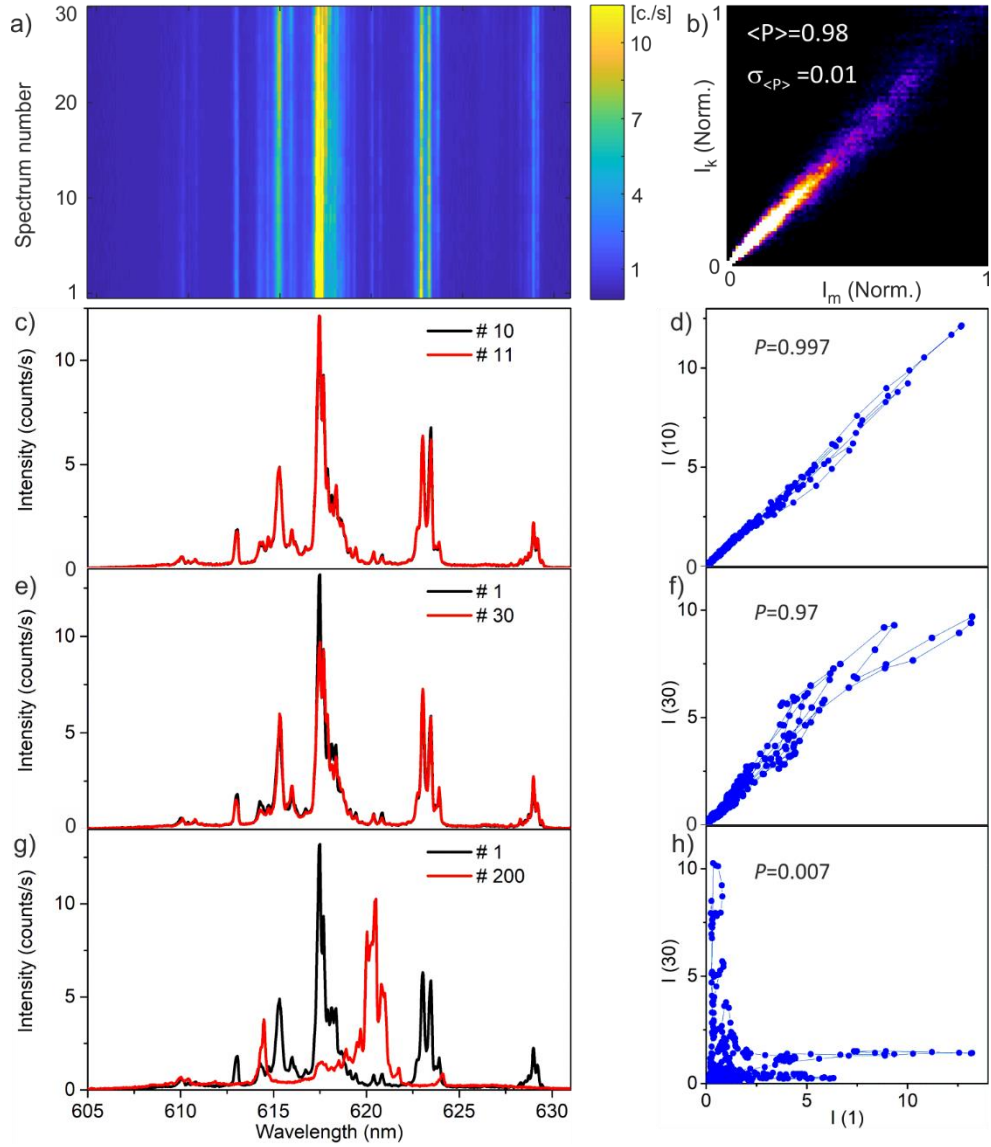 a)
Spectrum number
30
20
10
1
[c./s]
10
7
4
1
b)
<P>=0.98
σ<P> =0.01
I_k (Norm.)
1
0
0
1
I_m (Norm.)
c)
# 10
# 11
Intensity (counts/s)
10
5
0
d)
P=0.997
I (10)
10
5
0
e)
# 1
# 30
Intensity (counts/s)
10
5
0
f)
P=0.97
I (30)
10
5
0
g)
# 1
# 200
Intensity (counts/s)
10
5
0
605
610
615
620
625
630
Wavelength (nm)
h)
P=0.007
I (30)
10
5
0
0
5
10
I (1)